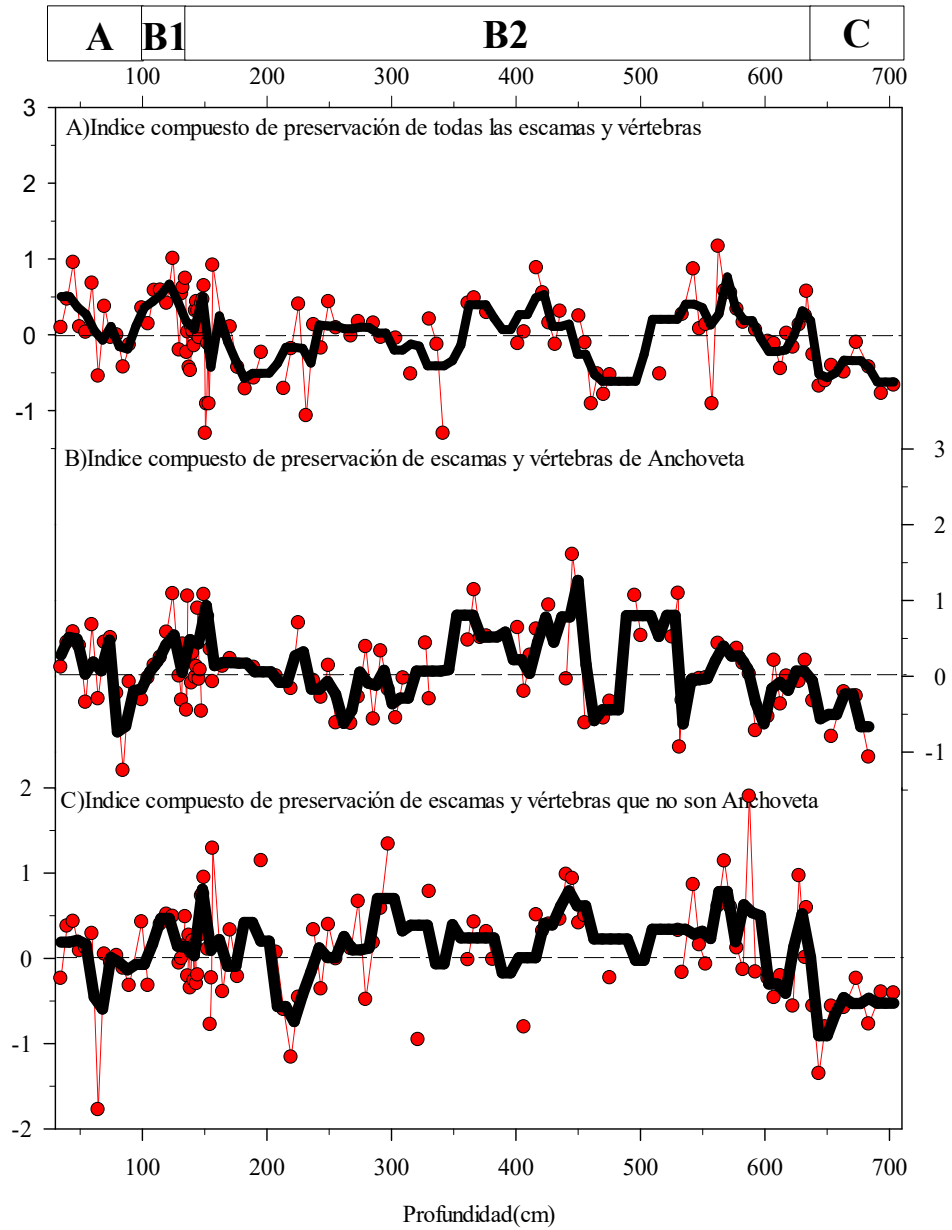 A B1 B2 C
100 200 300 400 500 600 700
3
A)Indice compuesto de preservación de todas las escamas y vértebras
2
1
0
-1
B)Indice compuesto de preservación de escamas y vértebras de Anchoveta
3
2
1
0
-1
2
C)Indice compuesto de preservación de escamas y vértebras que no son Anchoveta
1
0
-1
-2
100 200 300 400 500 600 700
Profundidad(cm)